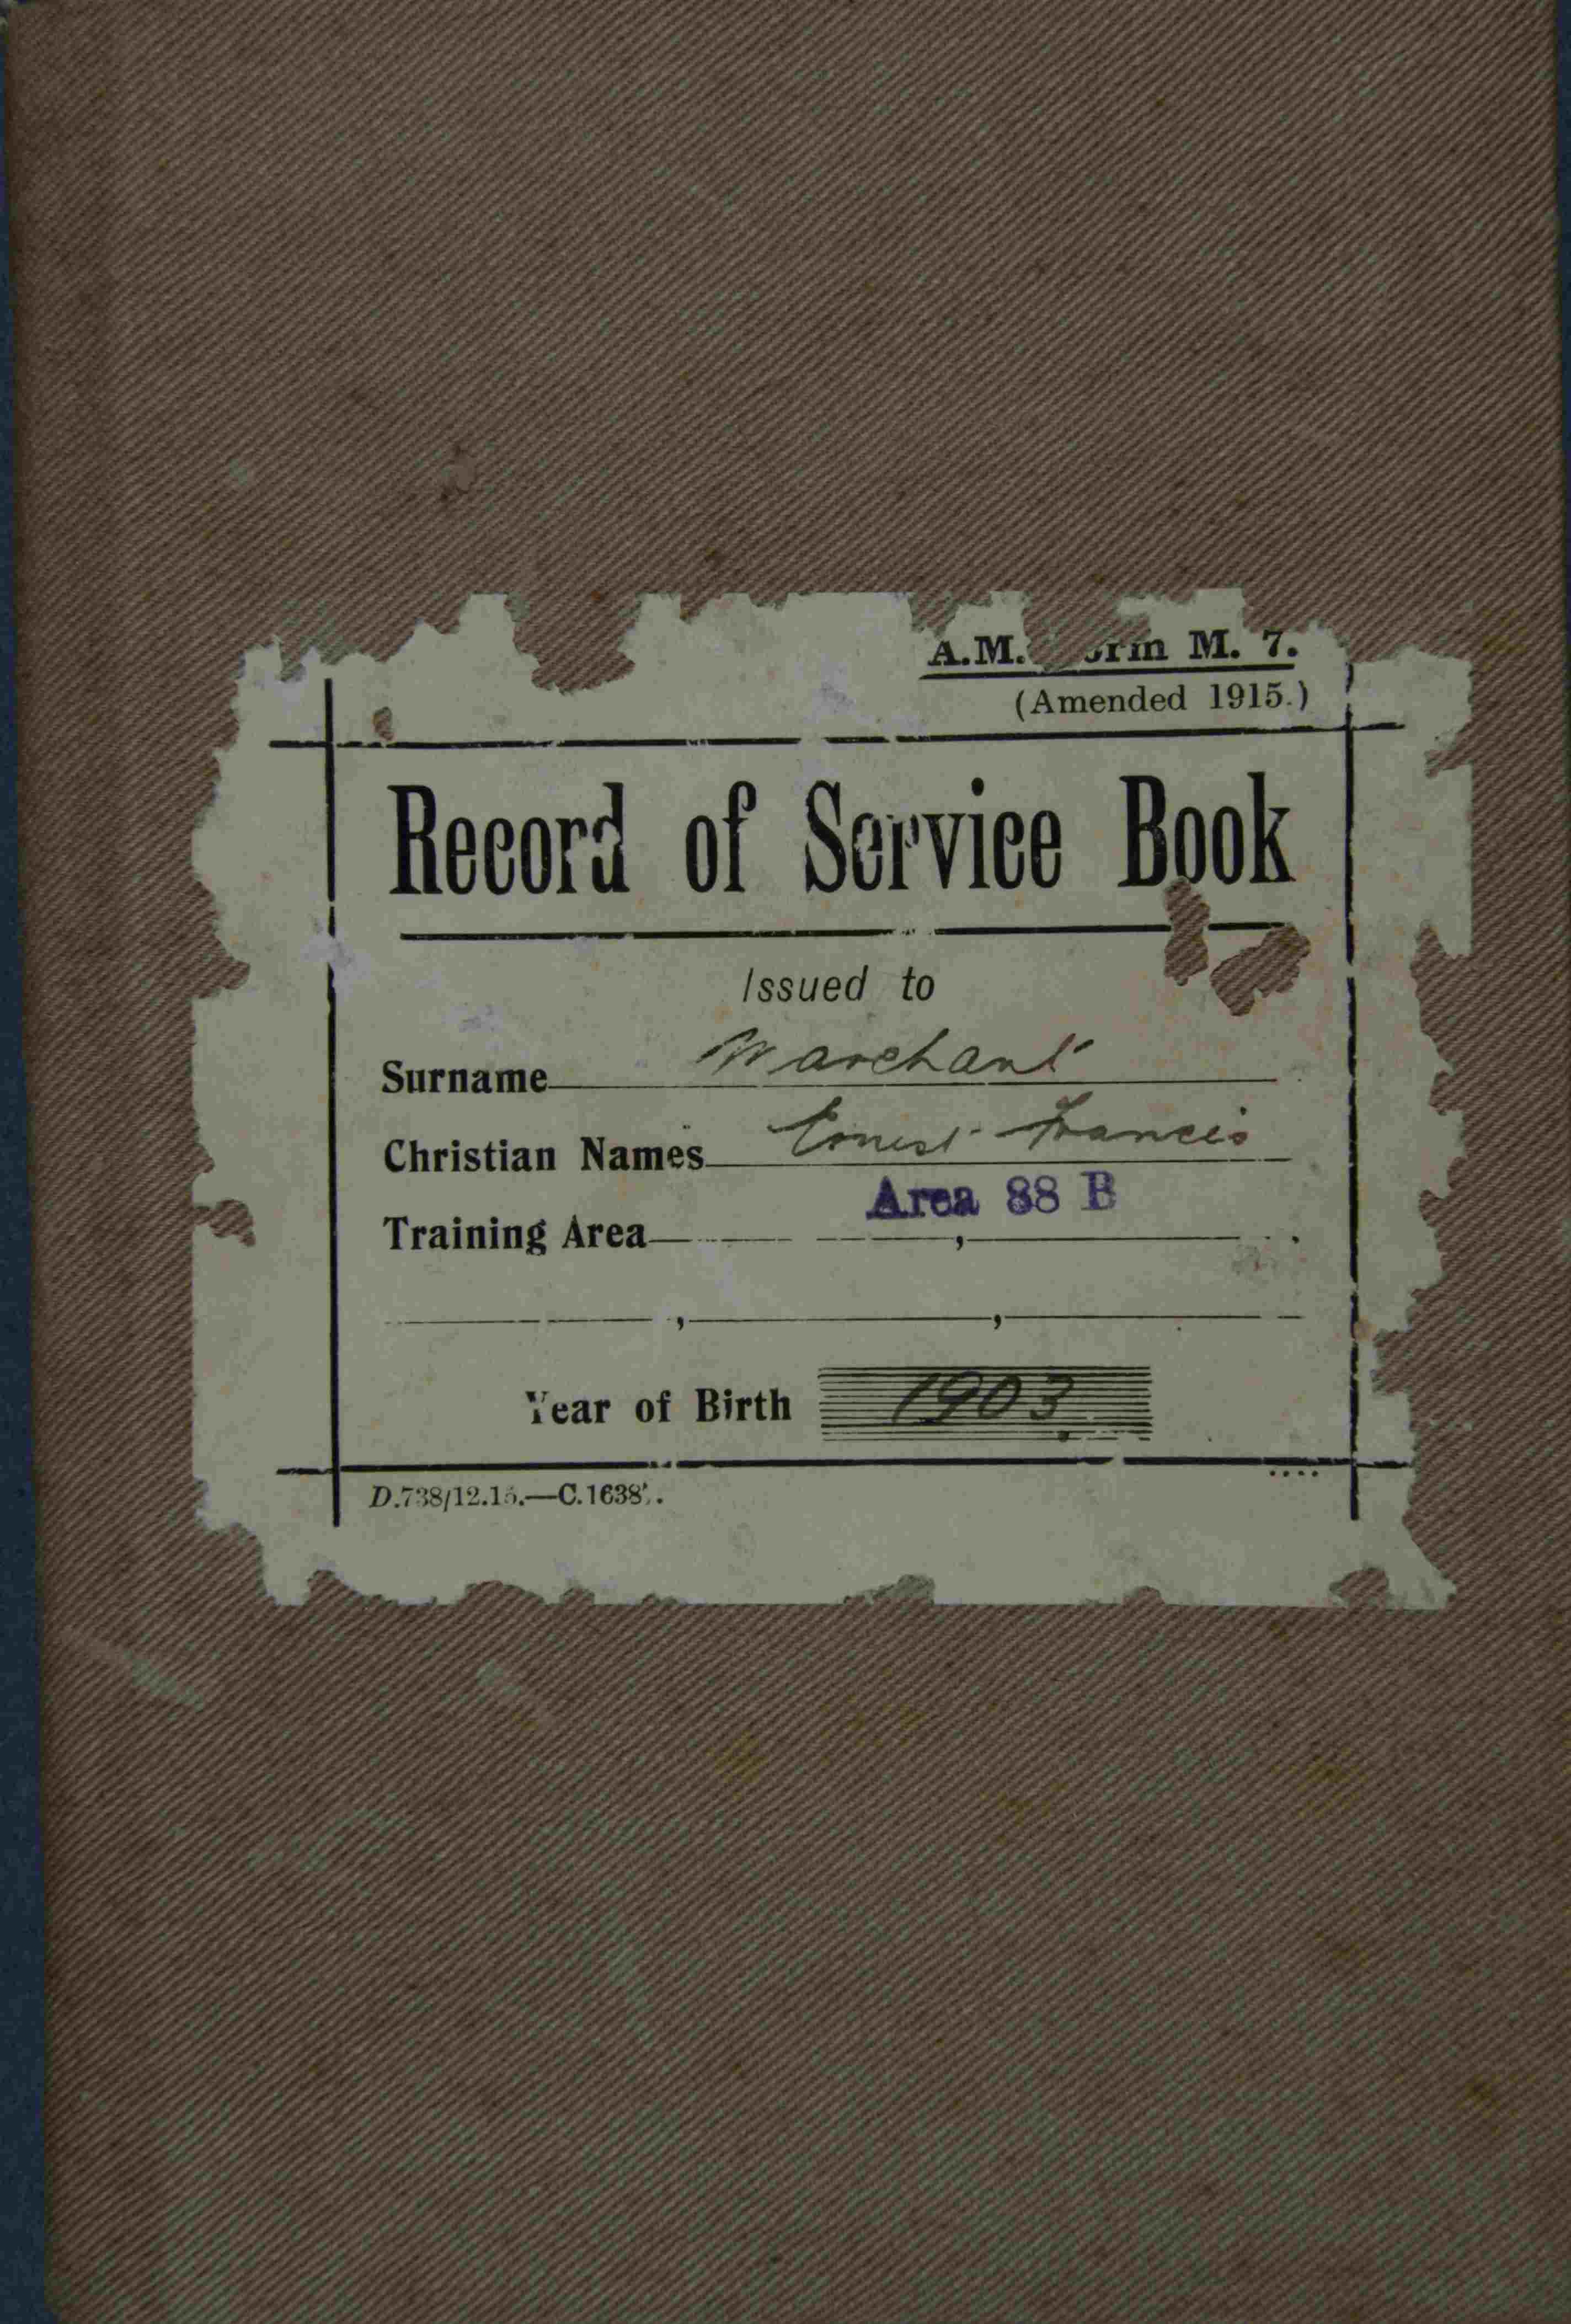 A.M. M. 7.
(Amended 1915.)
Record of Service Book
Issued to
Surname Marchant
Christian Names Ernest Francis
Training Area Area 88 B
Year of Birth 1903